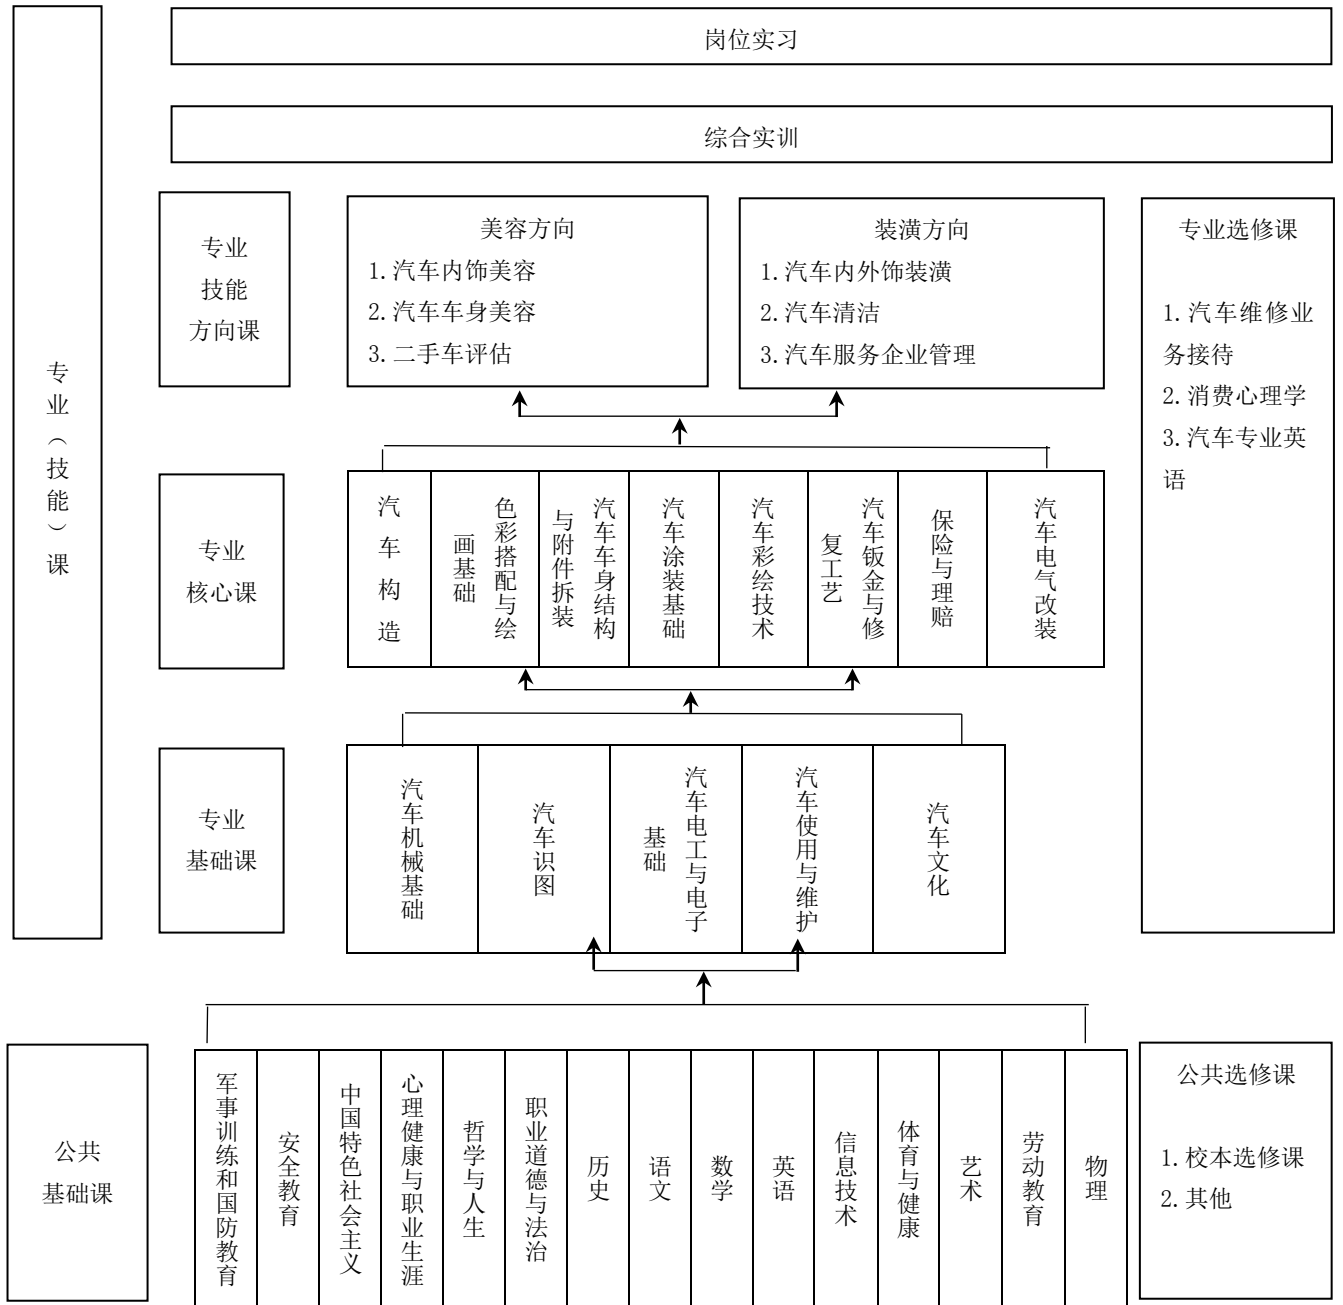 岗位实习
综合实训
专业（技能）课
专业
技能
方向课
美容方向
1.汽车内饰美容
2.汽车车身美容
3.二手车评估
装潢方向
1.汽车内外饰装潢
2.汽车清洁
3.汽车服务企业管理
专业选修课
1.汽车维修业
务接待
2.消费心理学
3.汽车专业英
语
专业
核心课
汽车构造
色彩搭配与绘
画基础
汽车车身结构
与附件拆装
汽车涂装基础
汽车彩绘技术
汽车钣金与修
复工艺
保险与理赔
汽车电气改装
专业
基础课
汽车机械基础
汽车识图
汽车电工与电子
基础
汽车使用与维护
汽车文化
公共
基础课
军事训练和国防教育
安全教育
中国特色社会主义
心理健康与职业生涯
哲学与人生
职业道德与法治
历史
语文
数学
英语
信息技术
体育与健康
艺术
劳动教育
物理
公共选修课
1.校本选修课
2.其他